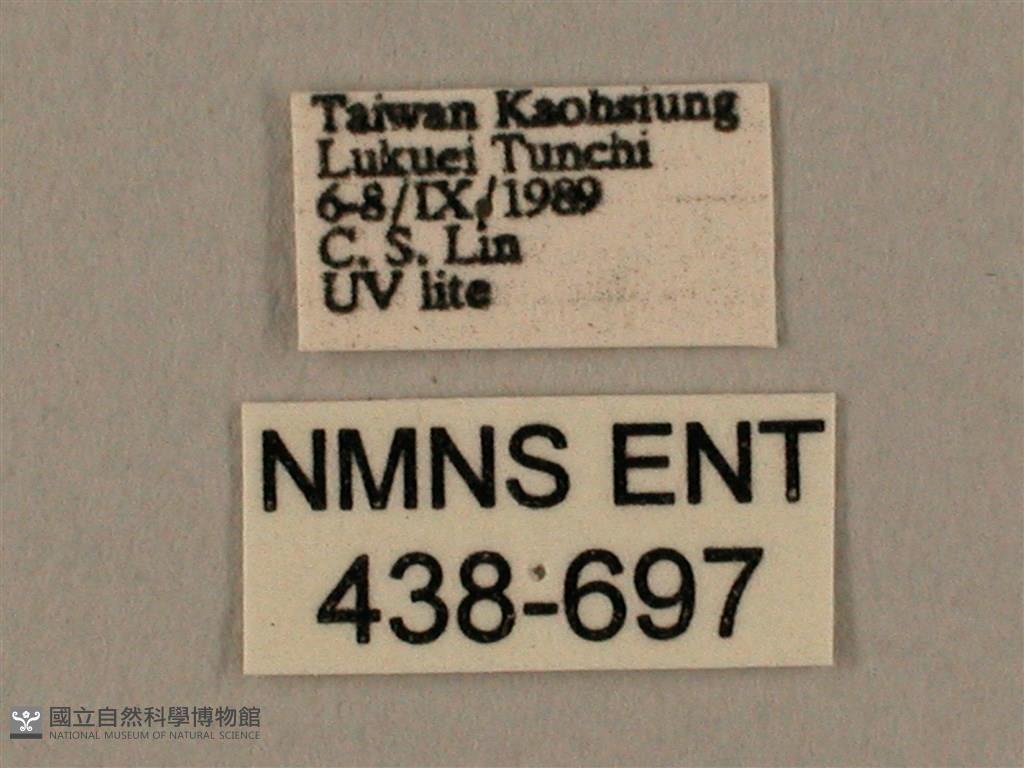 Taiwan Kaohsiung
Lukuei Tunchi
6-8/IX/1989
C. S. Lin
UV lite
NMNS ENT
438-697
國立自然科學博物館
NATIONAL MUSEUM OF NATURAL SCIENCE